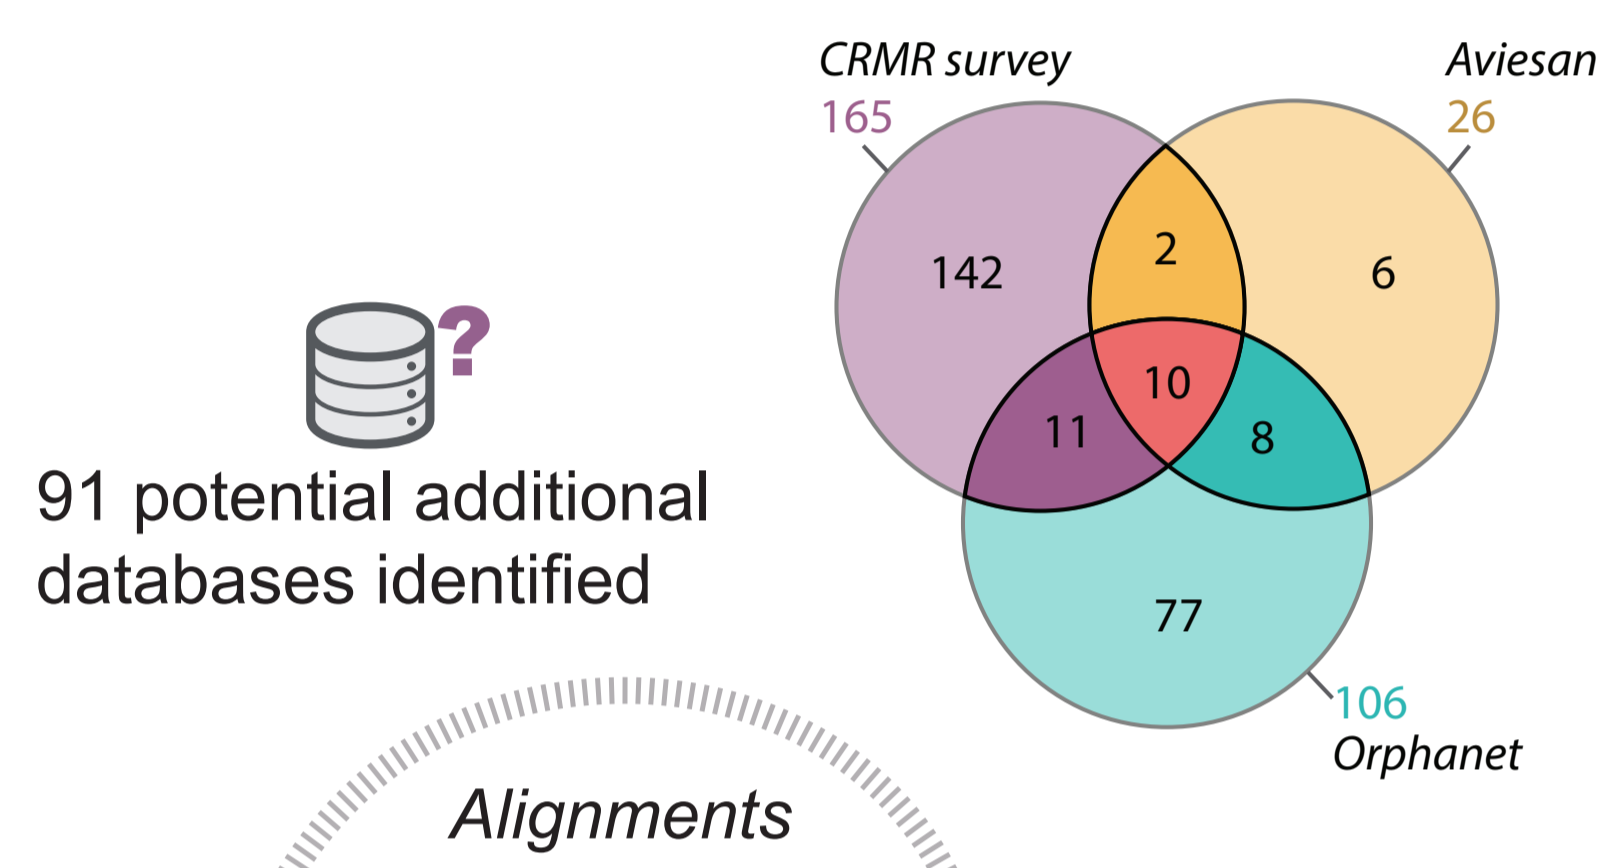 CRMR survey
165
Aviesan
26
142
2
6
10
11
8
77
106
Orphanet
?
91 potential additional
databases identified
Alignments